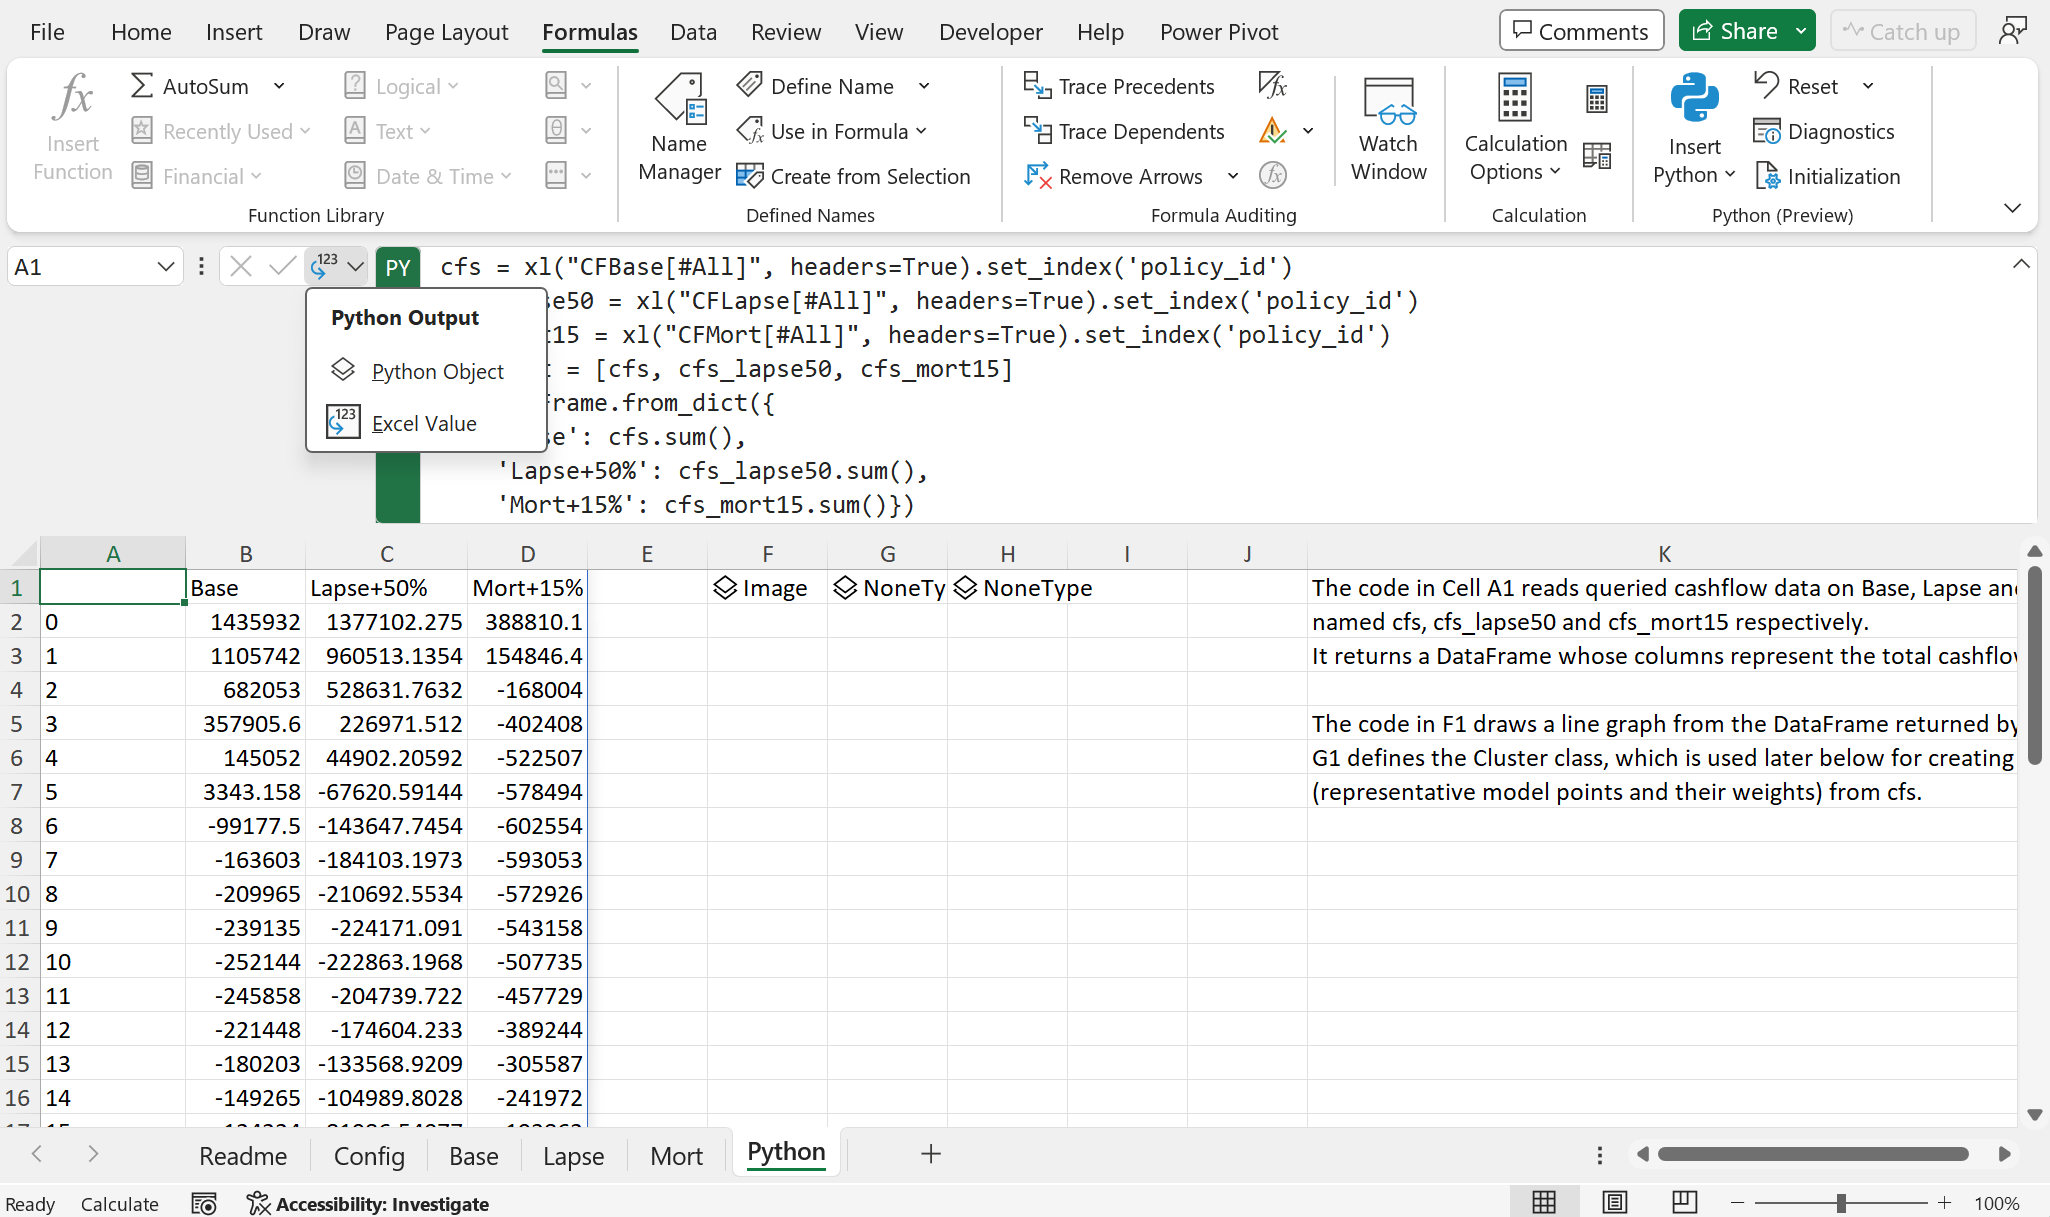 File Home Insert Draw Page Layout Formulas Data Review View Developer Help Power Pivot Comments Share Catch up
fx Insert Function
AutoSum
Recently Used
Financial
Logical
Text
Date & Time
Function Library
Name Manager
Define Name
Use in Formula
Create from Selection
Defined Names
Trace Precedents
Trace Dependents
Remove Arrows
Formula Auditing
Watch Window
Calculation Options
Calculation
Insert Python
Reset
Diagnostics
Initialization
Python (Preview)
A1 123 PY cfs = xl("CFBase[#All]", headers=True).set_index('policy_id')
se50 = xl("CFLapse[#All]", headers=True).set_index('policy_id')
t15 = xl("CFMort[#All]", headers=True).set_index('policy_id')
= [cfs, cfs_lapse50, cfs_mort15]
Frame.from_dict({
se': cfs.sum(),
'Lapse+50%': cfs_lapse50.sum(),
'Mort+15%': cfs_mort15.sum()})
Python Output
Python Object
123 Excel Value
A B C D E F G H I J K
1 Base Lapse+50% Mort+15% Image NoneTy NoneType The code in Cell A1 reads queried cashflow data on Base, Lapse an
2 0 1435932 1377102.275 388810.1 named cfs, cfs_lapse50 and cfs_mort15 respectively.
3 1 1105742 960513.1354 154846.4 It returns a DataFrame whose columns represent the total cashflo
4 2 682053 528631.7632 -168004
5 3 357905.6 226971.512 -402408 The code in F1 draws a line graph from the DataFrame returned by
6 4 145052 44902.20592 -522507 G1 defines the Cluster class, which is used later below for creating
7 5 3343.158 -67620.59144 -578494 (representative model points and their weights) from cfs.
8 6 -99177.5 -143647.7454 -602554
9 7 -163603 -184103.1973 -593053
10 8 -209965 -210692.5534 -572926
11 9 -239135 -224171.091 -543158
12 10 -252144 -222863.1968 -507735
13 11 -245858 -204739.722 -457729
14 12 -221448 -174604.233 -389244
15 13 -180203 -133568.9209 -305587
16 14 -149265 -104989.8028 -241972
Readme Config Base Lapse Mort Python
Ready Calculate Accessibility: Investigate 100%